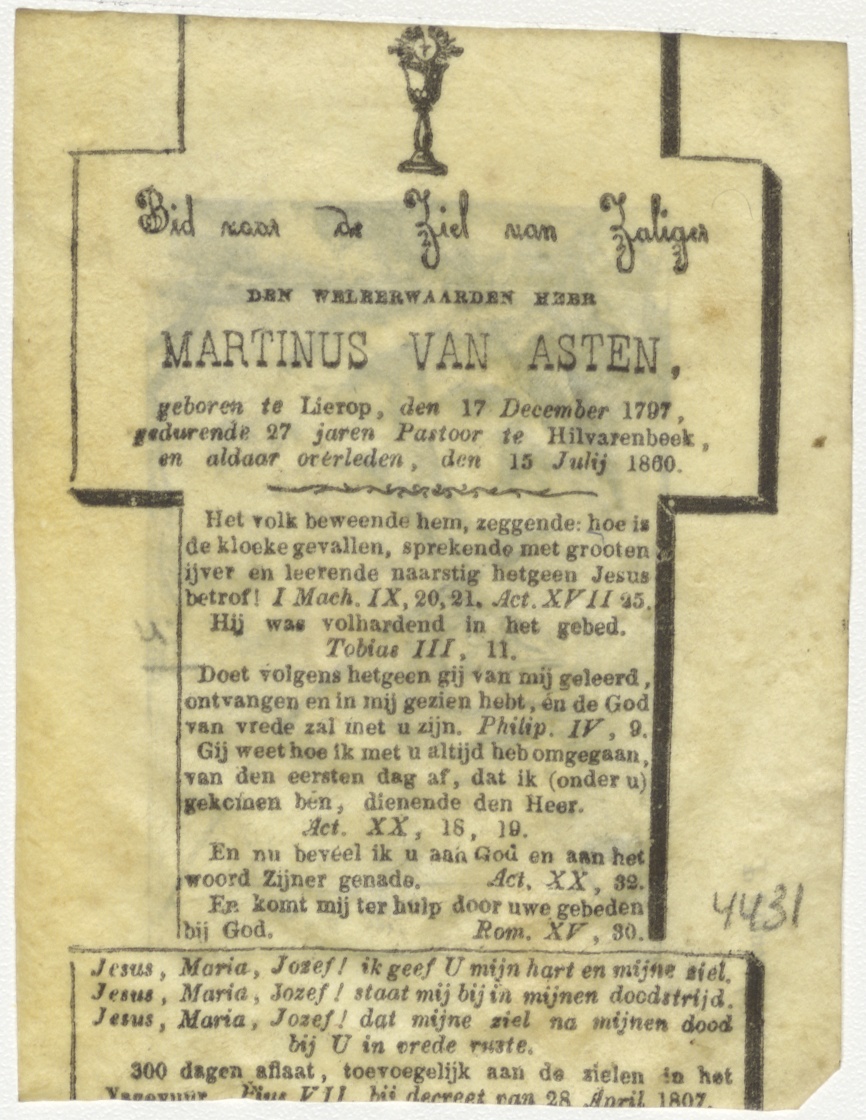 Bid voor de Ziel van Zaliger
DEN WELEERWAARDEN HEER
MARTINUS VAN ASTEN,
geboren te Lierop, den 17 December 1797,
gedurende 27 jaren Pastoor te Hilvarenbeek,
en aldaar overleden, den 15 Julij 1860.
Het volk beweende hem, zeggende: hoe is
de kloeke gevallen, sprekende met grooten
ijver en leerende naarstig hetgeen Jesus
betrof! I Mach. IX, 20, 21. Act. XVII 25.
Hij was volhardend in het gebed.
Tobias III, 11.
Doet volgens hetgeen gij van mij geleerd,
ontvangen en in mij gezien hebt, en de God
van vrede zal met u zijn. Philip. IV, 9.
Gij weet hoe ik met u altijd heb omgegaan,
van den eersten dag af, dat ik (onder u)
gekomen ben, dienende den Heer.
Act. XX, 18, 19.
En nu beveel ik u aan God en aan het
woord Zijner genade. Act. XX, 32.
En komt mij ter hulp door uwe gebeden
bij God. Rom. XV, 30.
4431
Jesus, Maria, Jozef! ik geef U mijn hart en mijne ziel.
Jesus, Maria, Jozef! staat mij bij in mijnen doodstrijd.
Jesus, Maria, Jozef! dat mijne ziel na mijnen dood
bij U in vrede ruste.
300 dagen aflaat, toevoegelijk aan de zielen in het
Vagevuur. Pius VII, bij decreet van 28 April 1807.